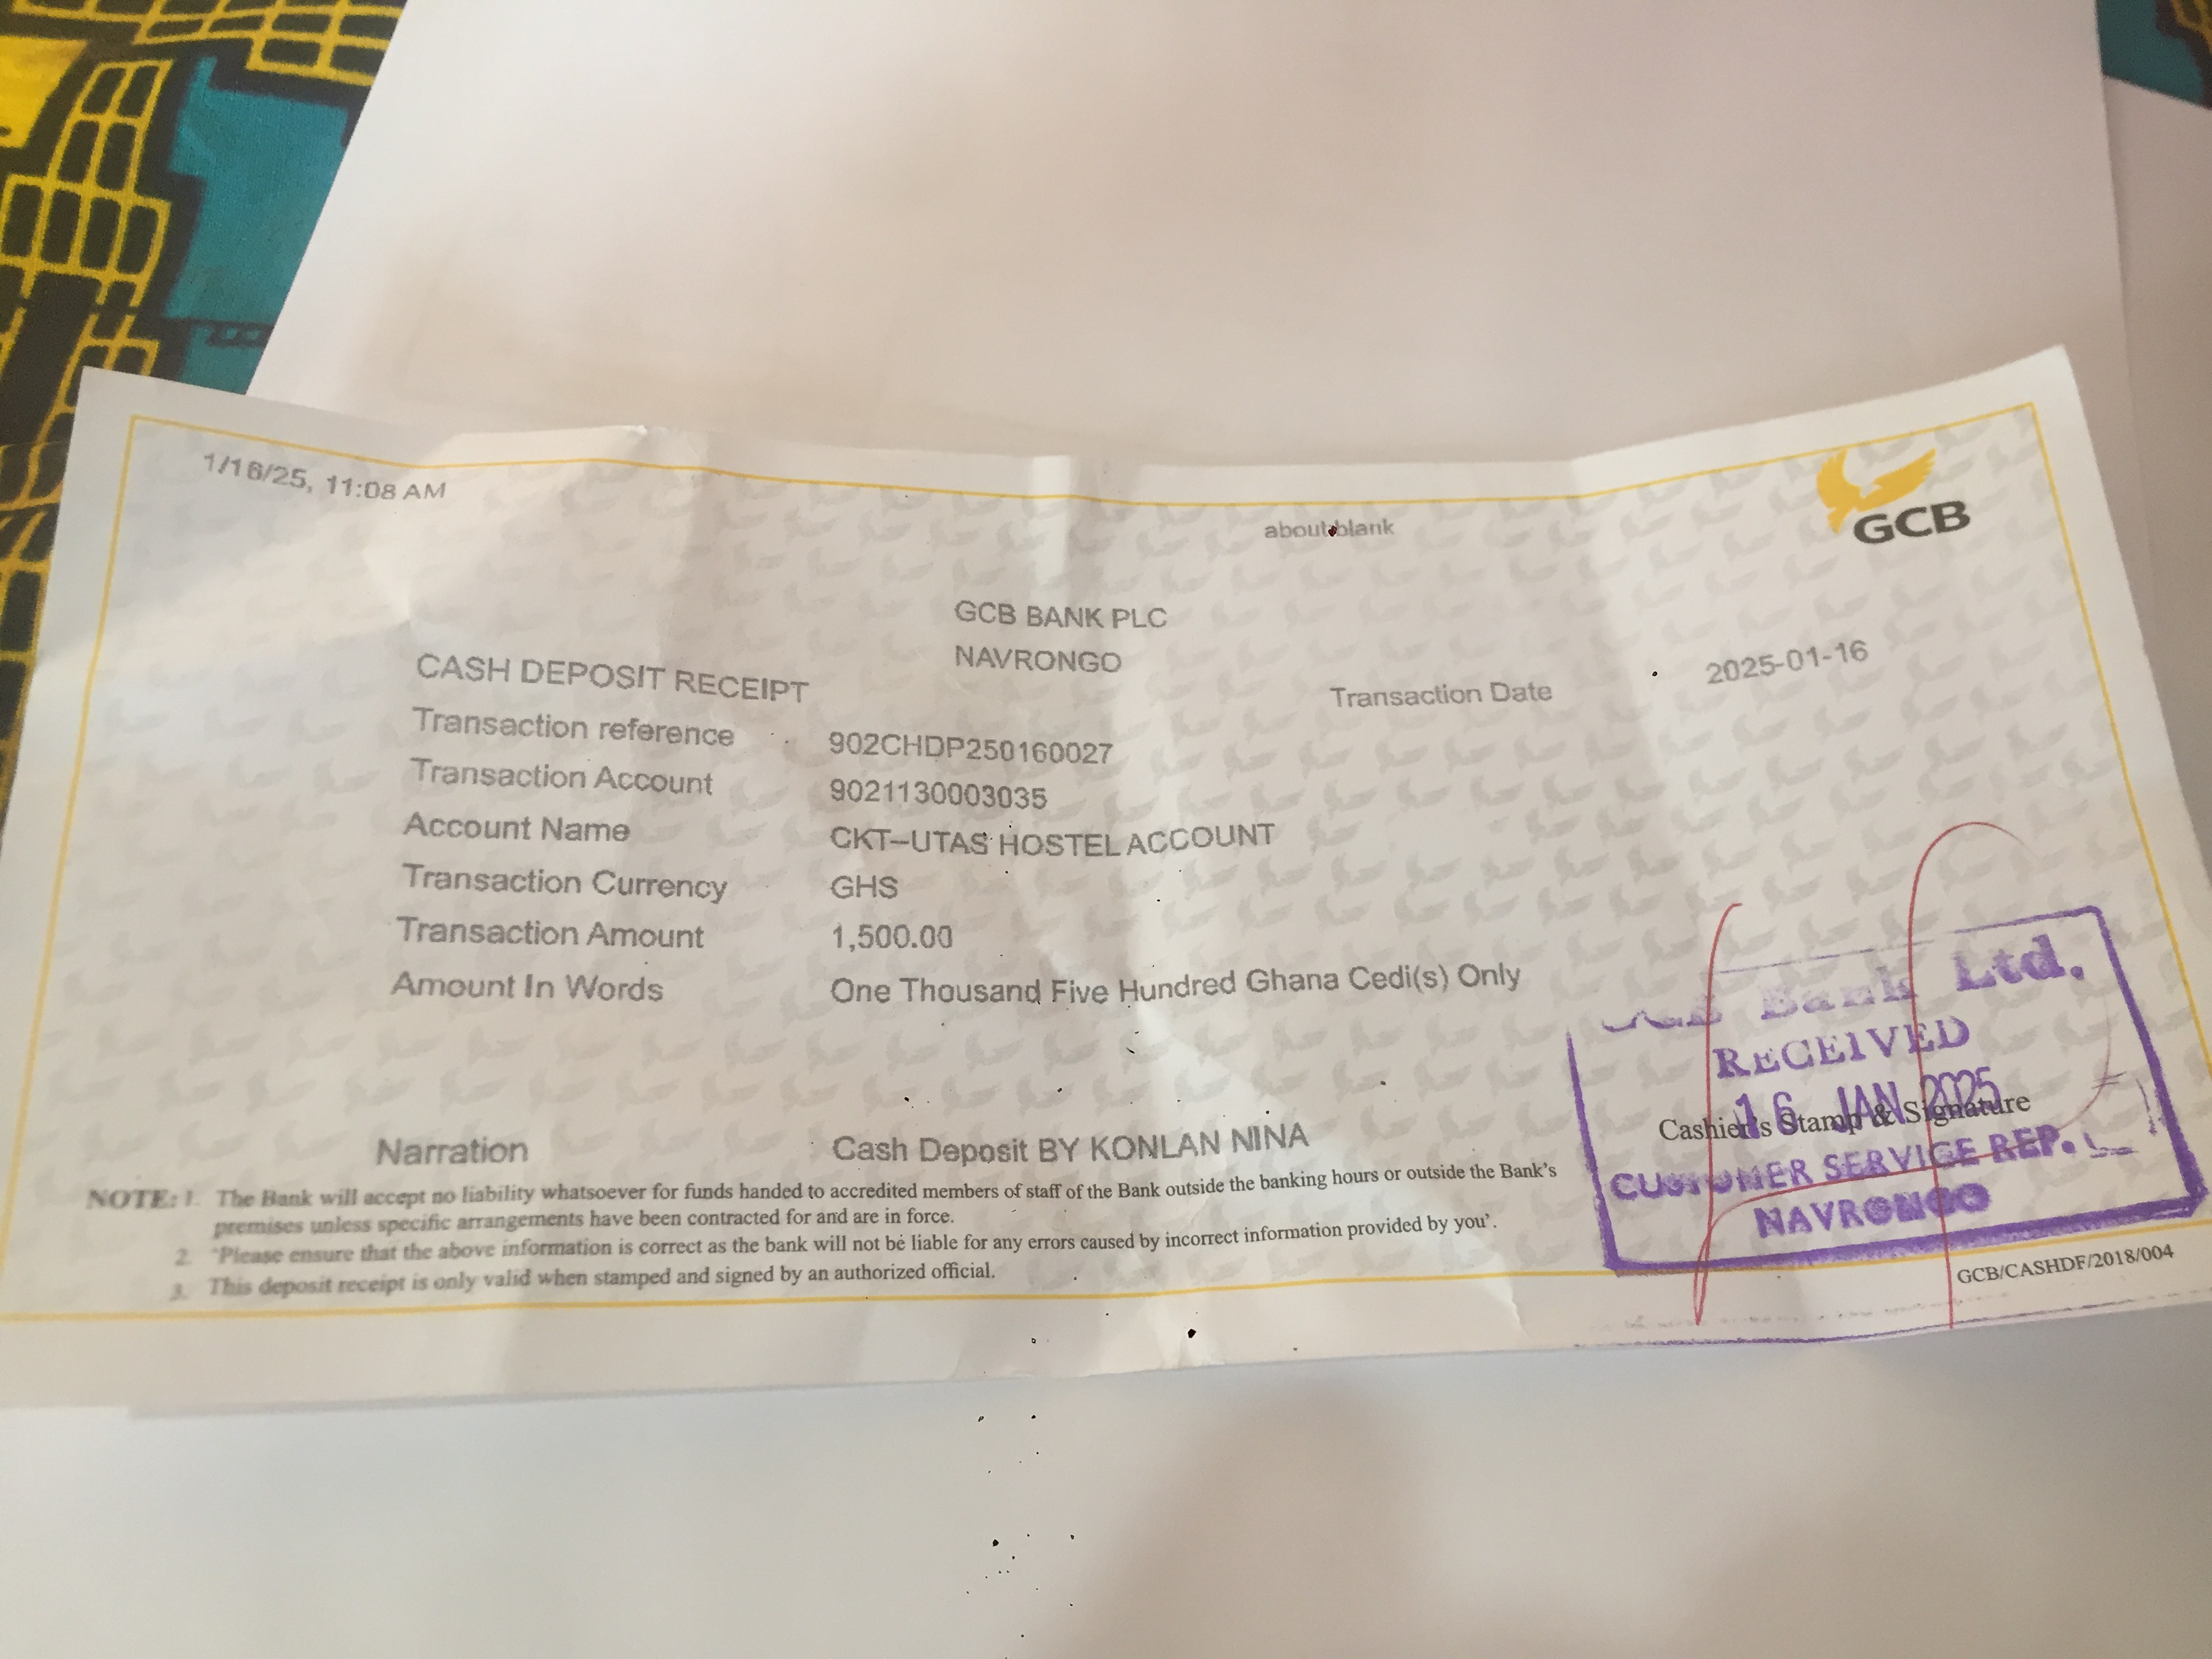 1/16/25, 11:08 AM
about:blank
GCB
GCB BANK PLC
NAVRONGO
CASH DEPOSIT RECEIPT
Transaction Date 2025-01-16
Transaction reference 902CHDP250160027
Transaction Account 9021130003035
Account Name CKT–UTAS HOSTEL ACCOUNT
Transaction Currency GHS
Transaction Amount 1,500.00
Amount In Words One Thousand Five Hundred Ghana Cedi(s) Only
Narration Cash Deposit BY KONLAN NINA
Bank Ltd.
RECEIVED
16 JAN 2025
Cashier's Stamp & Signature
CUSTOMER SERVICE REP.
NAVRONGO
NOTE: 1. The Bank will accept no liability whatsoever for funds handed to accredited members of staff of the Bank outside the banking hours or outside the Bank's
premises unless specific arrangements have been contracted for and are in force.
2. 'Please ensure that the above information is correct as the bank will not be liable for any errors caused by incorrect information provided by you'.
3. This deposit receipt is only valid when stamped and signed by an authorized official.
GCB/CASHDF/2018/004